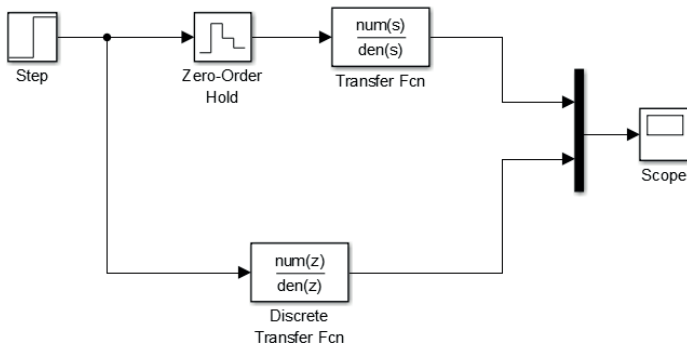 Step
Zero-Order
Hold
num(s)
den(s)
Transfer Fcn
Scope
num(z)
den(z)
Discrete
Transfer Fcn